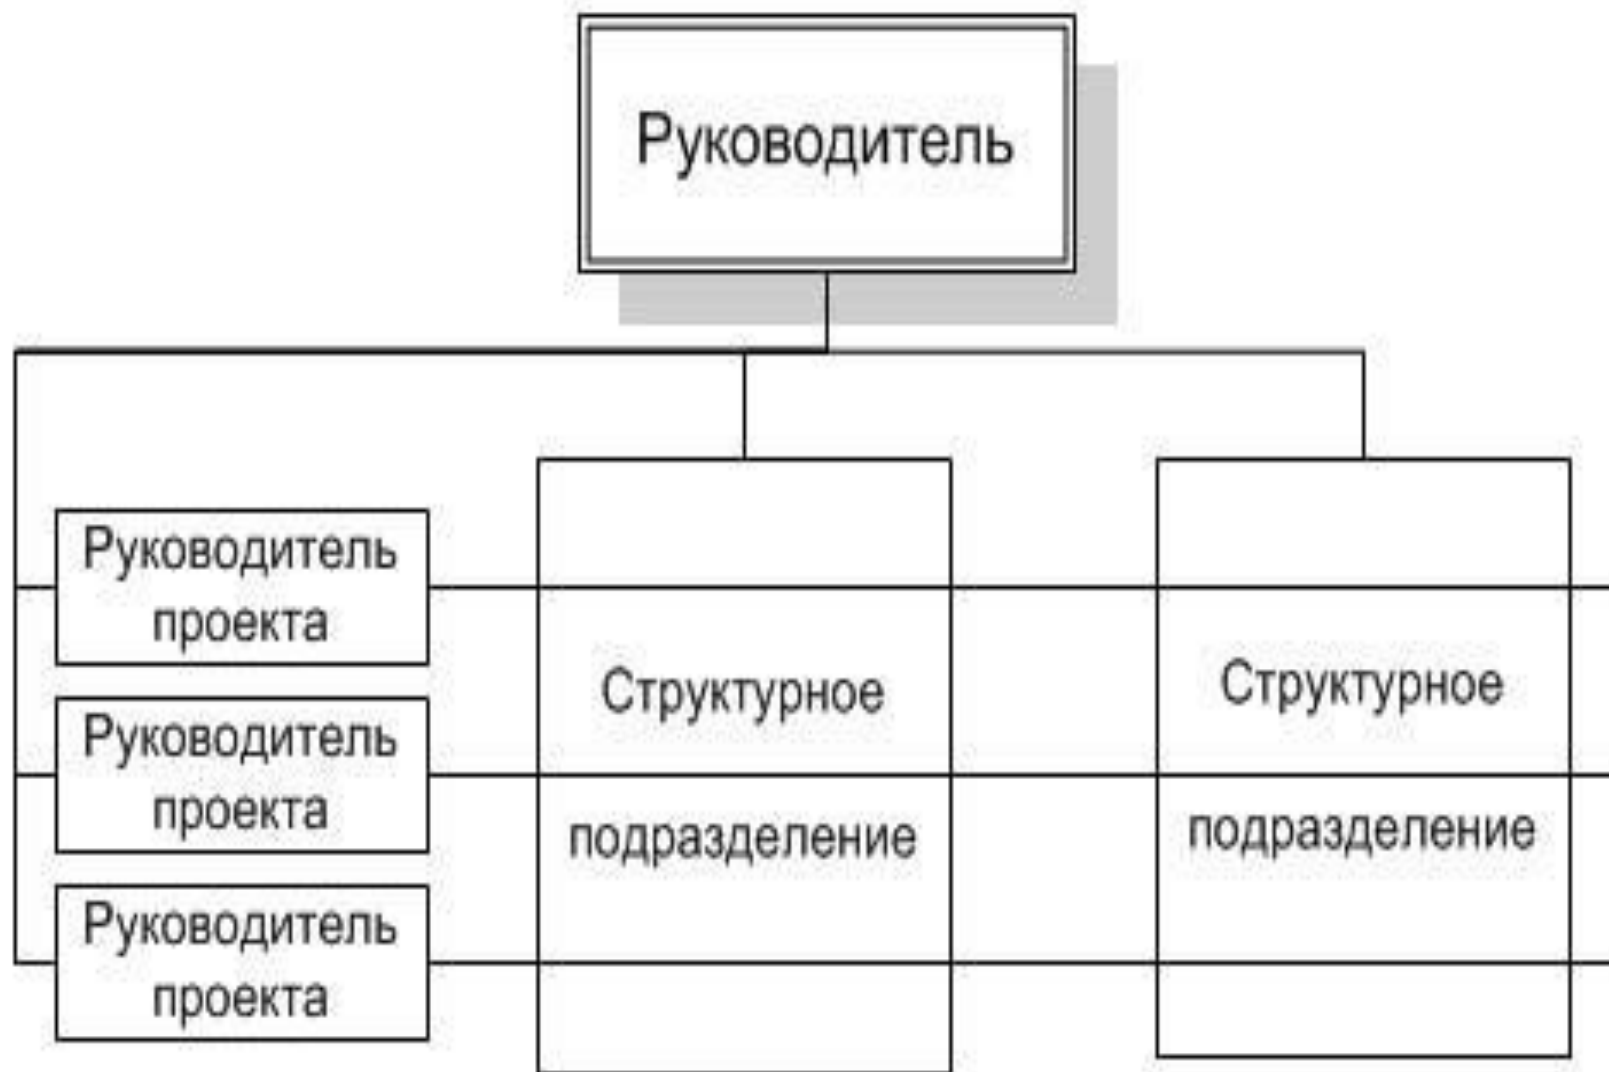 Руководитель
Руководитель
проекта
Руководитель
проекта
Руководитель
проекта
Структурное
подразделение
Структурное
подразделение